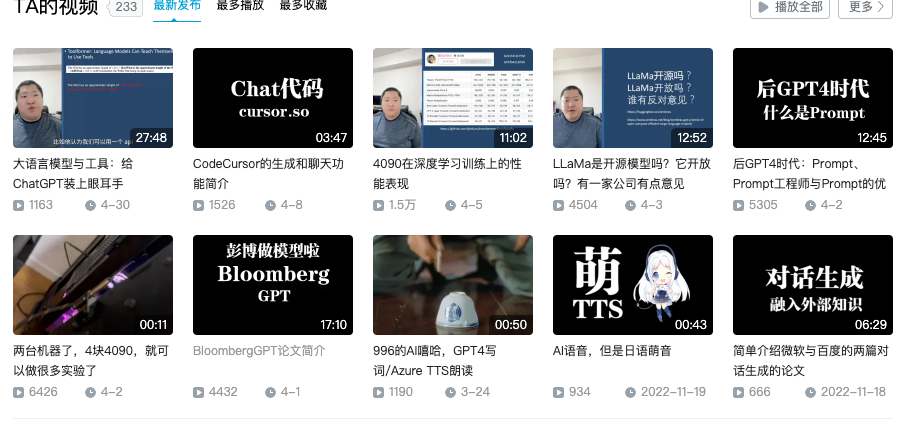 TA的视频 233 最新发布 最多播放 最多收藏 播放全部 更多
Toolformer: Language Models Can Teach Themselves
to Use Tools
27:48
Chat代码
cursor.so
03:47
11:02
LLaMa开源吗？
LLaMa开放吗？
谁有反对意见？
12:52
后GPT4时代
什么是Prompt
12:45
大语言模型与工具：给
ChatGPT装上眼耳手
1163 4-30
CodeCursor的生成和聊天功
能简介
1526 4-8
4090在深度学习训练上的性
能表现
1.5万 4-5
LLaMa是开源模型吗？它开放
吗？有一家公司有点意见
4504 4-3
后GPT4时代：Prompt、
Prompt工程师与Prompt的优
5305 4-2
00:11
彭博做模型啦
Bloomberg
GPT
17:10
00:50
萌
TTS
00:43
对话生成
融入外部知识
06:29
两台机器了，4块4090，就可
以做很多实验了
6426 4-2
BloombergGPT论文简介
4432 4-1
996的AI嘻哈，GPT4写
词/Azure TTS朗读
1190 3-24
AI语音，但是日语萌音
934 2022-11-19
简单介绍微软与百度的两篇对
话生成的论文
666 2022-11-18